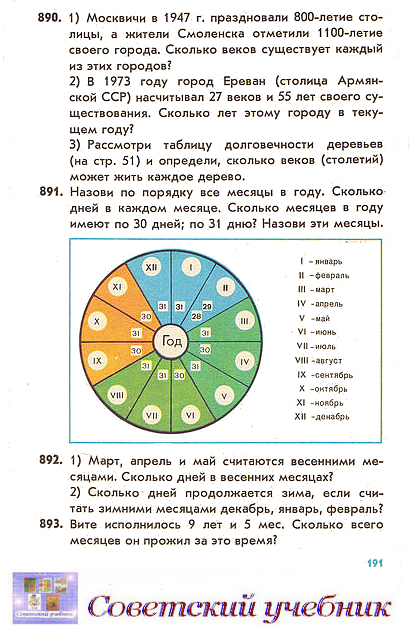 890. 1) Москвичи в 1947 г. праздновали 800-летие сто-
лицы, а жители Смоленска отметили 1100-летие
своего города. Сколько веков существует каждый
из этих городов?
2) В 1973 году город Ереван (столица Армян-
ской ССР) насчитывал 27 веков и 55 лет своего су-
ществования. Сколько лет этому городу в теку-
щем году?
3) Рассмотри таблицу долговечности деревьев
(на стр. 51) и определи, сколько веков (столетий)
может жить каждое дерево.
891. Назови по порядку все месяцы в году. Сколько
дней в каждом месяце. Сколько месяцев в году
имеют по 30 дней; по 31 дню? Назови эти месяцы.
XII I
XI II
31 31 29
30 28
X III
31 31
Год
IX IV
30 30
31 31
31 30
VIII V
VII VI
I – январь
II – февраль
III – март
IV – апрель
V – май
VI – июнь
VII – июль
VIII – август
IX – сентябрь
X – октябрь
XI – ноябрь
XII – декабрь
892. 1) Март, апрель и май считаются весенними ме-
сяцами. Сколько дней в весенних месяцах?
2) Сколько дней продолжается зима, если счи-
тать зимними месяцами декабрь, январь, февраль?
893. Вите исполнилось 9 лет и 5 мес. Сколько всего
месяцев он прожил за это время?
191
Советский учебник
Советский учебник